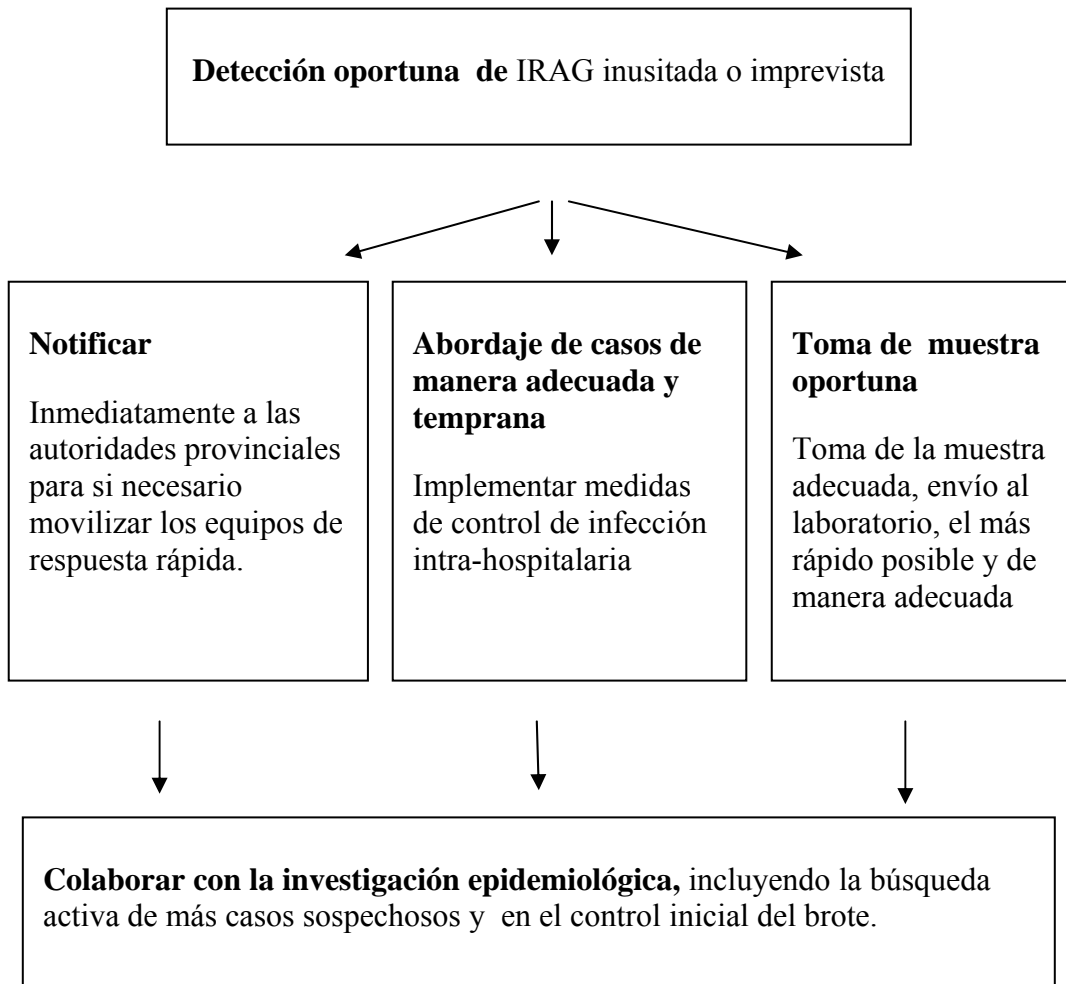 Detección oportuna de IRAG inusitada o imprevista
Notificar
Inmediatamente a las
autoridades provinciales
para si necesario
movilizar los equipos de
respuesta rápida.
Abordaje de casos de
manera adecuada y
temprana
Implementar medidas
de control de infección
intra-hospitalaria
Toma de muestra
oportuna
Toma de la muestra
adecuada, envío al
laboratorio, el más
rápido posible y de
manera adecuada
Colaborar con la investigación epidemiológica, incluyendo la búsqueda
activa de más casos sospechosos y en el control inicial del brote.